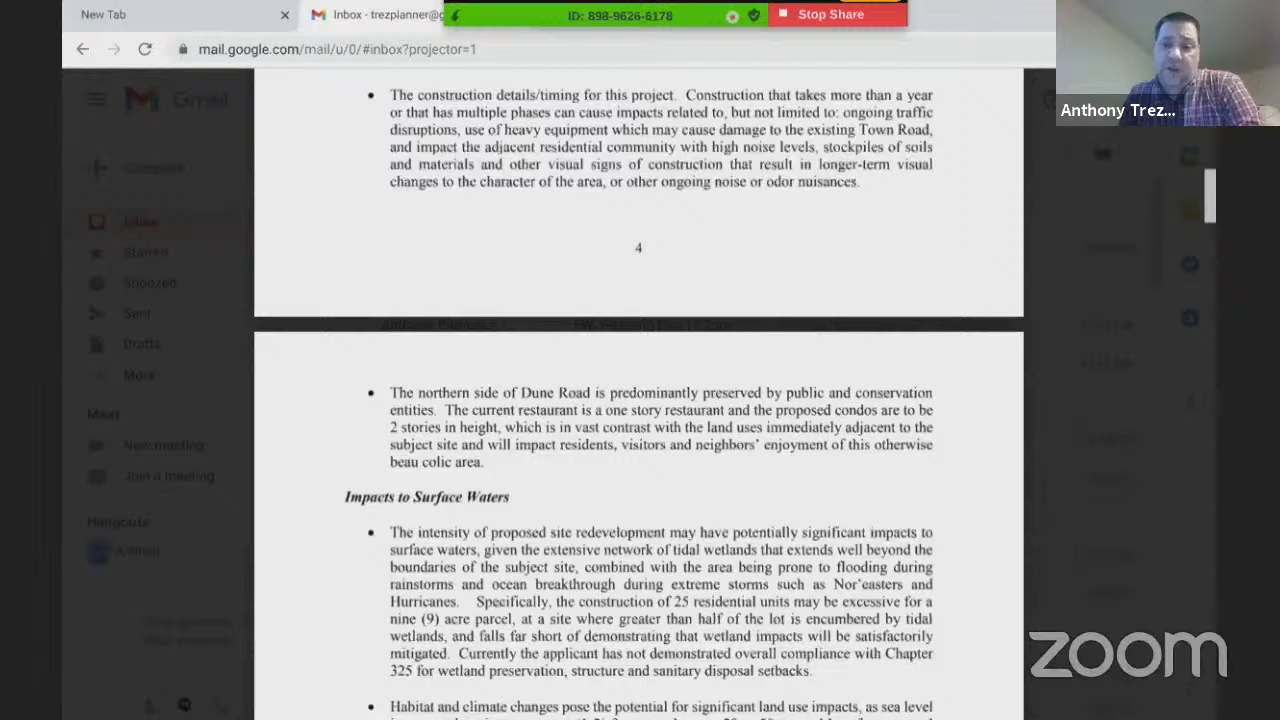 New Tab
Inbox - trezplanner@g
ID: 898-9626-6178
Stop Share
mail.google.com/mail/u/0/#inbox?projector=1
Anthony Trez...
Gmail
Compose
Inbox
Starred
Snoozed
Sent
Drafts
More
Meet
New meeting
Join a meeting
Hangouts
• The construction details/timing for this project. Construction that takes more than a year
or that has multiple phases can cause impacts related to, but not limited to: ongoing traffic
disruptions, use of heavy equipment which may cause damage to the existing Town Road,
and impact the adjacent residential community with high noise levels, stockpiles of soils
and materials and other visual signs of construction that result in longer-term visual
changes to the character of the area, or other ongoing noise or odor nuisances.
4
• The northern side of Dune Road is predominantly preserved by public and conservation
entities. The current restaurant is a one story restaurant and the proposed condos are to be
2 stories in height, which is in vast contrast with the land uses immediately adjacent to the
subject site and will impact residents, visitors and neighbors' enjoyment of this otherwise
beau colic area.
Impacts to Surface Waters
• The intensity of proposed site redevelopment may have potentially significant impacts to
surface waters, given the extensive network of tidal wetlands that extends well beyond the
boundaries of the subject site, combined with the area being prone to flooding during
rainstorms and ocean breakthrough during extreme storms such as Nor'easters and
Hurricanes. Specifically, the construction of 25 residential units may be excessive for a
nine (9) acre parcel, at a site where greater than half of the lot is encumbered by tidal
wetlands, and falls far short of demonstrating that wetland impacts will be satisfactorily
mitigated. Currently the applicant has not demonstrated overall compliance with Chapter
325 for wetland preservation, structure and sanitary disposal setbacks.
• Habitat and climate changes pose the potential for significant land use impacts, as sea level
zoom